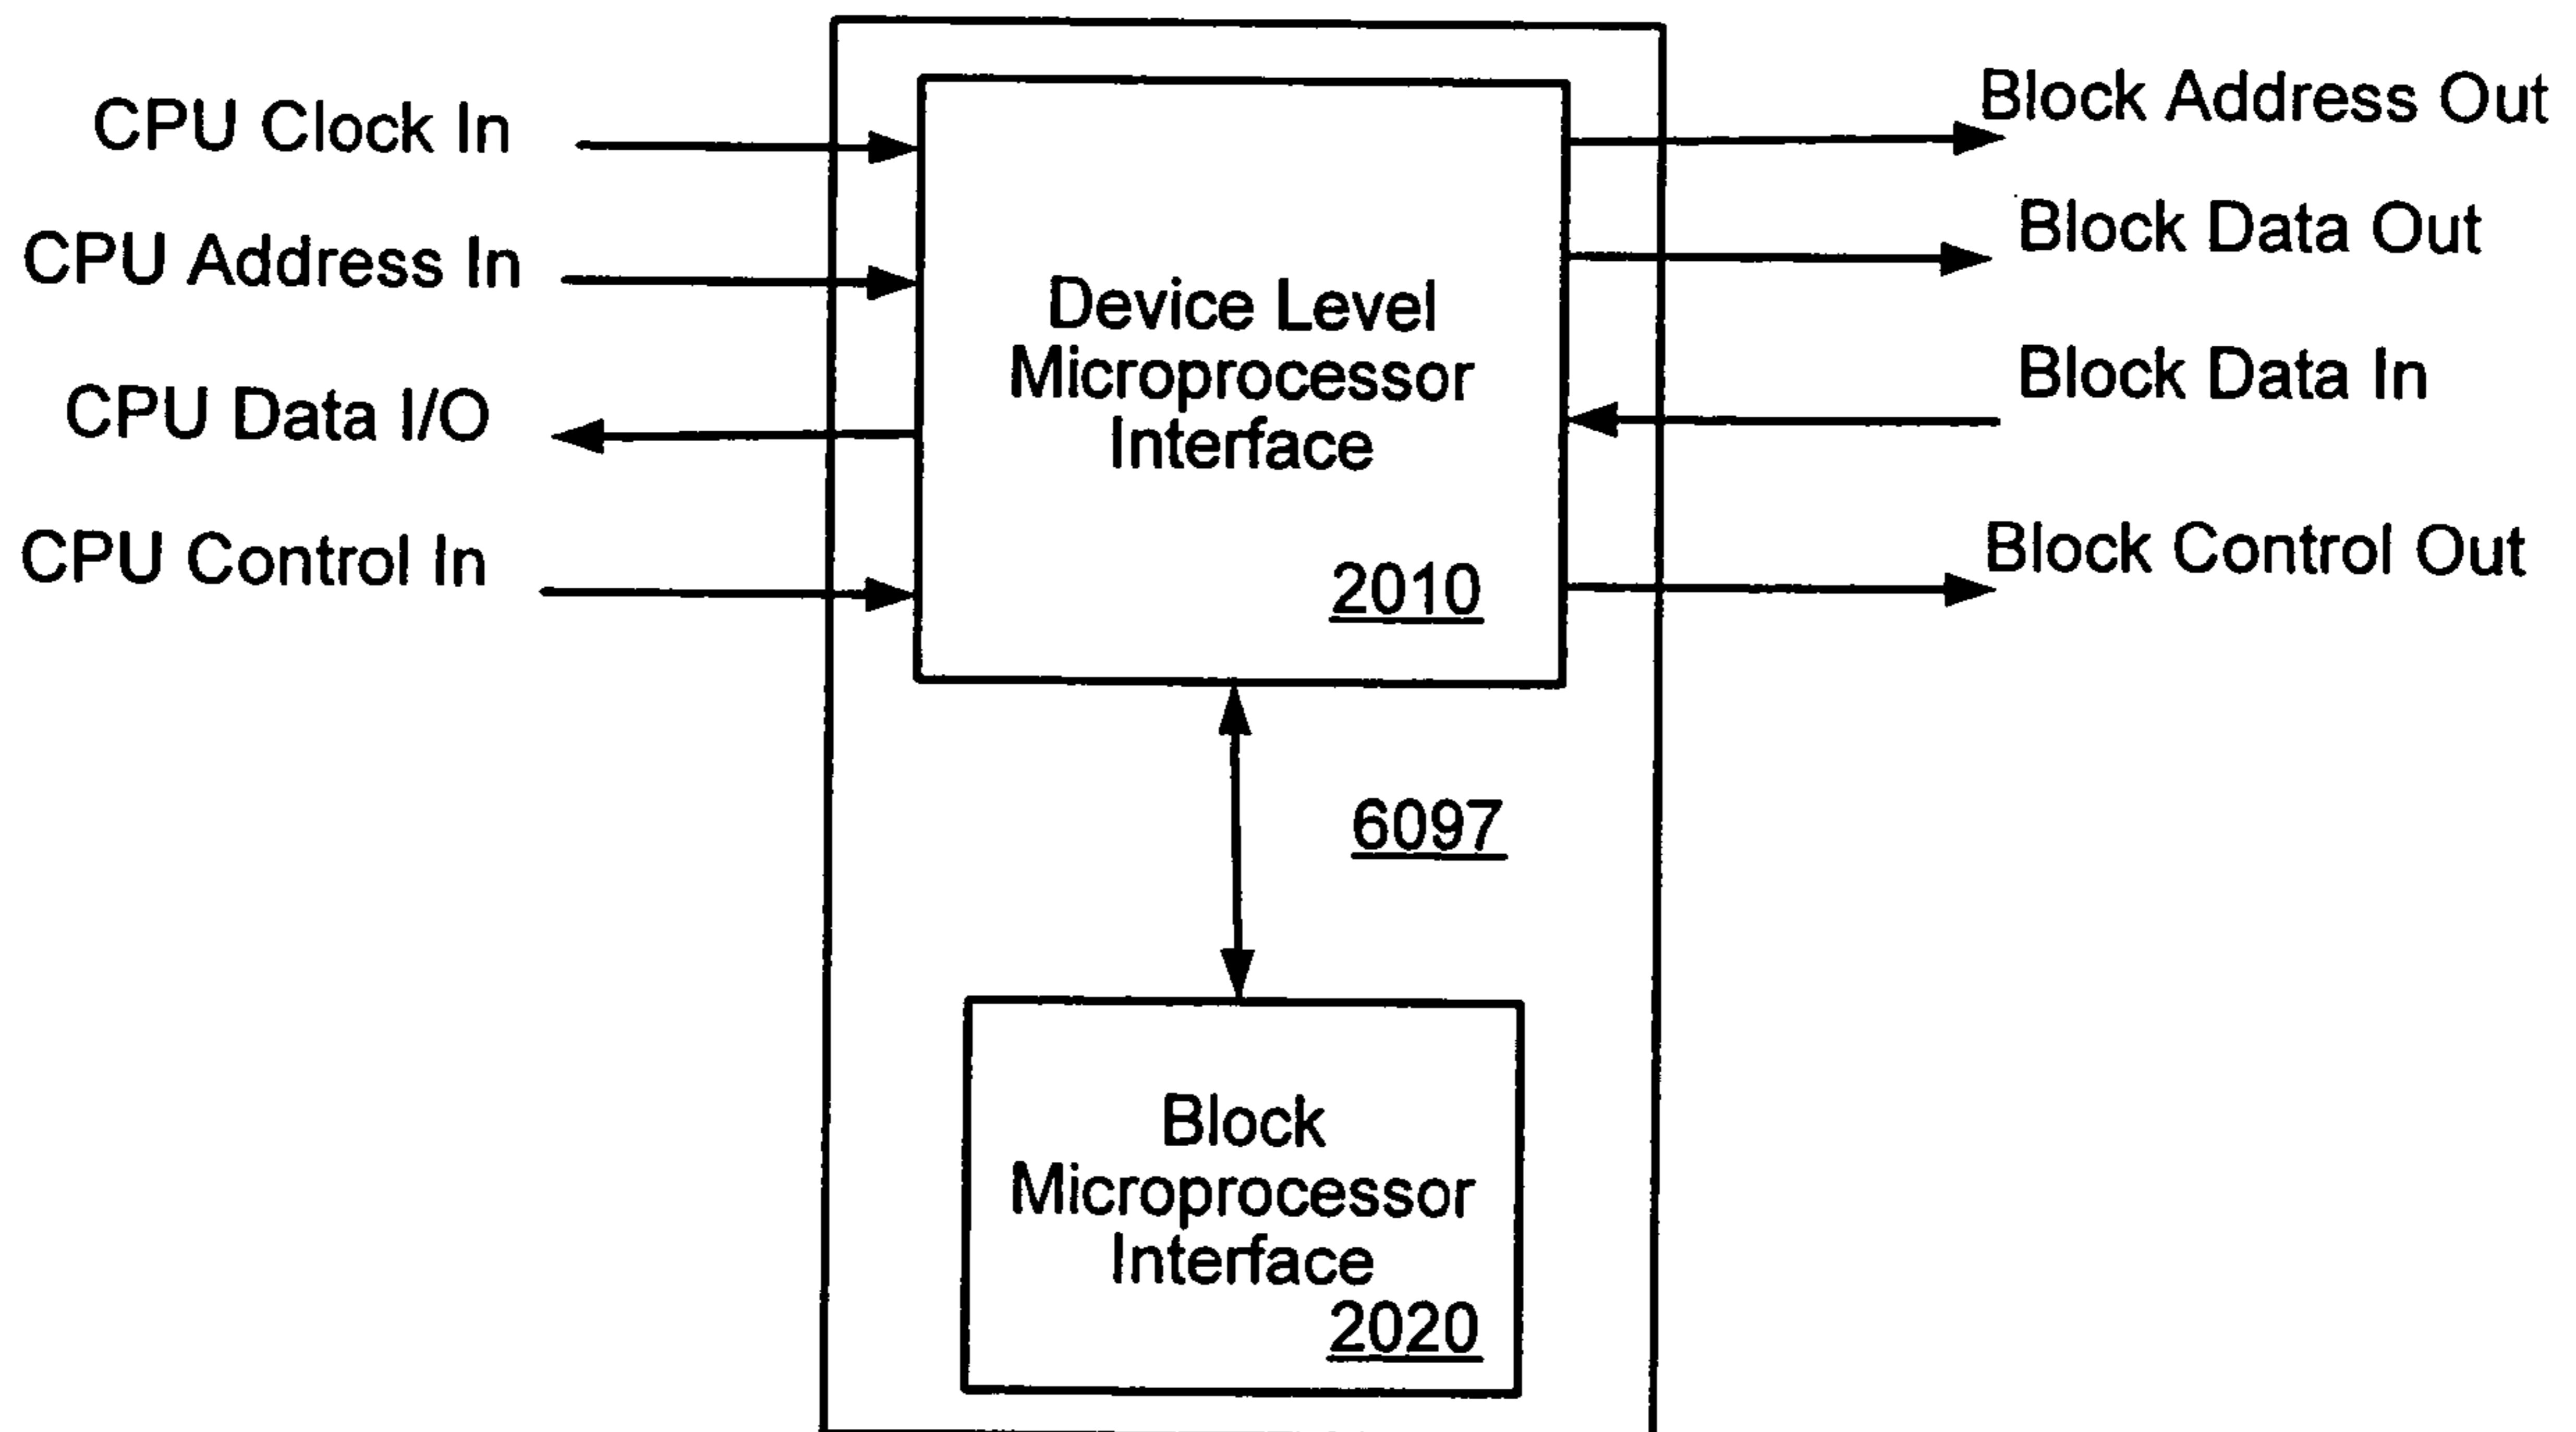 CPU Clock In
CPU Address In
CPU Data I/O
CPU Control In
Device Level
Microprocessor
Interface
2010
Block Address Out
Block Data Out
Block Data In
Block Control Out
6097
Block
Microprocessor
Interface
2020